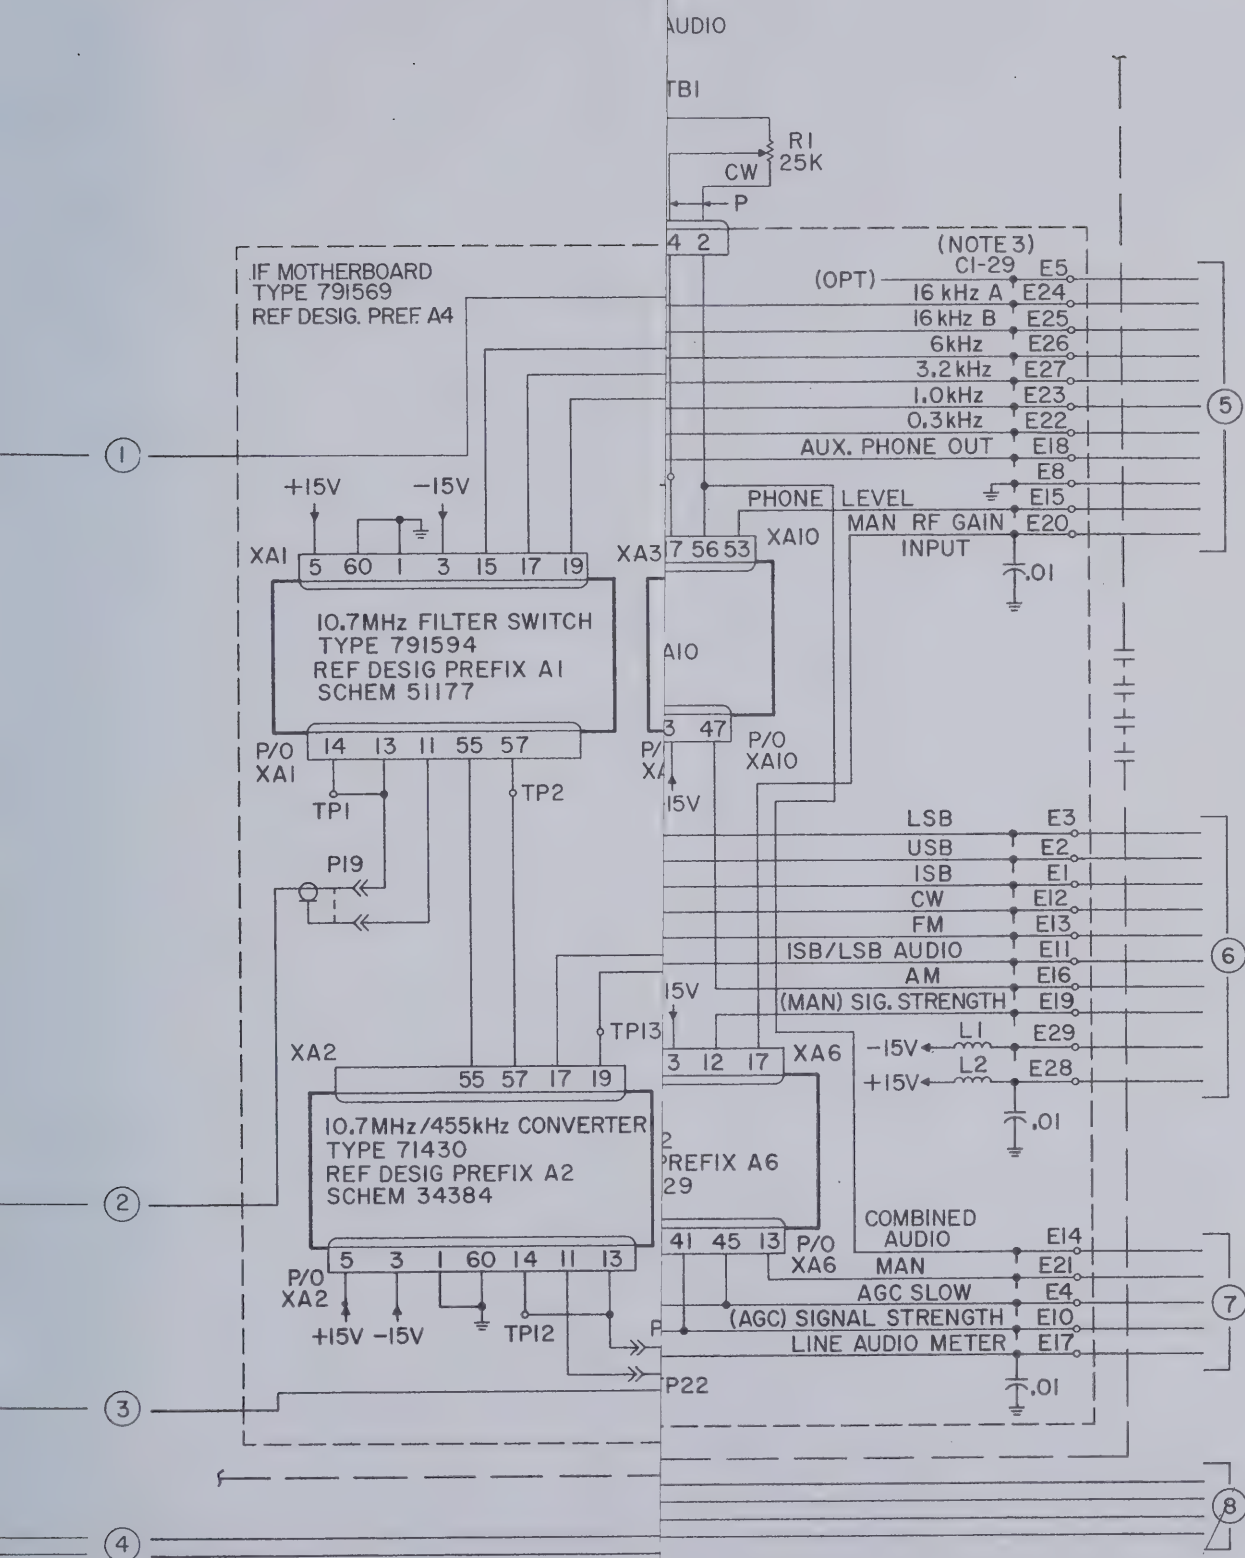 AUDIO
TB1
R1
25K
CW
P
4 2
IF MOTHERBOARD
TYPE 791569
REF DESIG. PREF. A4
(NOTE 3)
C1-29 E5
(OPT)
16 kHz A E24
16 kHz B E25
6kHz E26
3.2 kHz E27
1.0kHz E23
0.3kHz E22
AUX. PHONE OUT E18
E8
PHONE LEVEL E15
MAN RF GAIN E20
INPUT
5
1
+15V -15V
XA1
5 60 1 3 15 17 19
XA3
7 56 53
XA10
.01
10.7MHz FILTER SWITCH
TYPE 791594
REF DESIG PREFIX A1
SCHEM 51177
A10
P/O
XA1
14 13 11 55 57
3 47
P/O
XA10
TP1
TP2
15V
P19
LSB E3
USB E2
ISB E1
CW E12
FM E13
ISB/LSB AUDIO E11
AM E16
(MAN) SIG. STRENGTH E19
6
15V
TP13
-15V L1 E29
+15V L2 E28
.01
XA2
55 57 17 19
3 12 17
XA6
10.7MHz/455kHz CONVERTER
TYPE 71430
REF DESIG PREFIX A2
SCHEM 34384
2
PREFIX A6
29
2
P/O
XA2
5 3 1 60 14 11 13
41 45 13
P/O
XA6
+15V -15V
TP12
P
P22
COMBINED
AUDIO E14
MAN E21
AGC SLOW E4
(AGC) SIGNAL STRENGTH E10
LINE AUDIO METER E17
.01
7
3
4
8